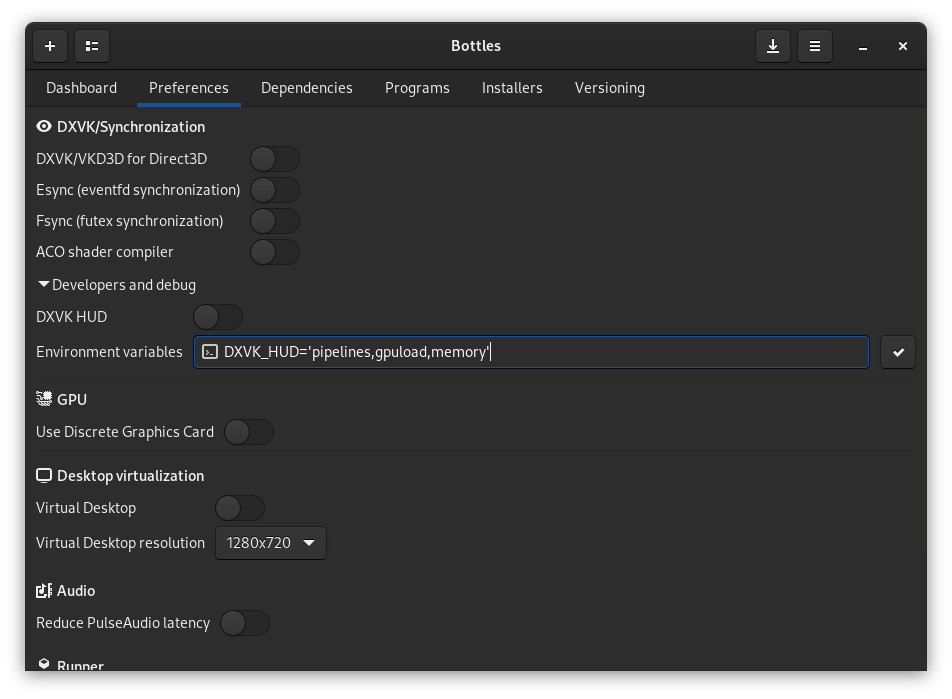 Bottles
Dashboard Preferences Dependencies Programs Installers Versioning
DXVK/Synchronization
DXVK/VKD3D for Direct3D
Esync (eventfd synchronization)
Fsync (futex synchronization)
ACO shader compiler
Developers and debug
DXVK HUD
Environment variables DXVK_HUD='pipelines,gpuload,memory'
GPU
Use Discrete Graphics Card
Desktop virtualization
Virtual Desktop
Virtual Desktop resolution 1280x720
Audio
Reduce PulseAudio latency
Runner